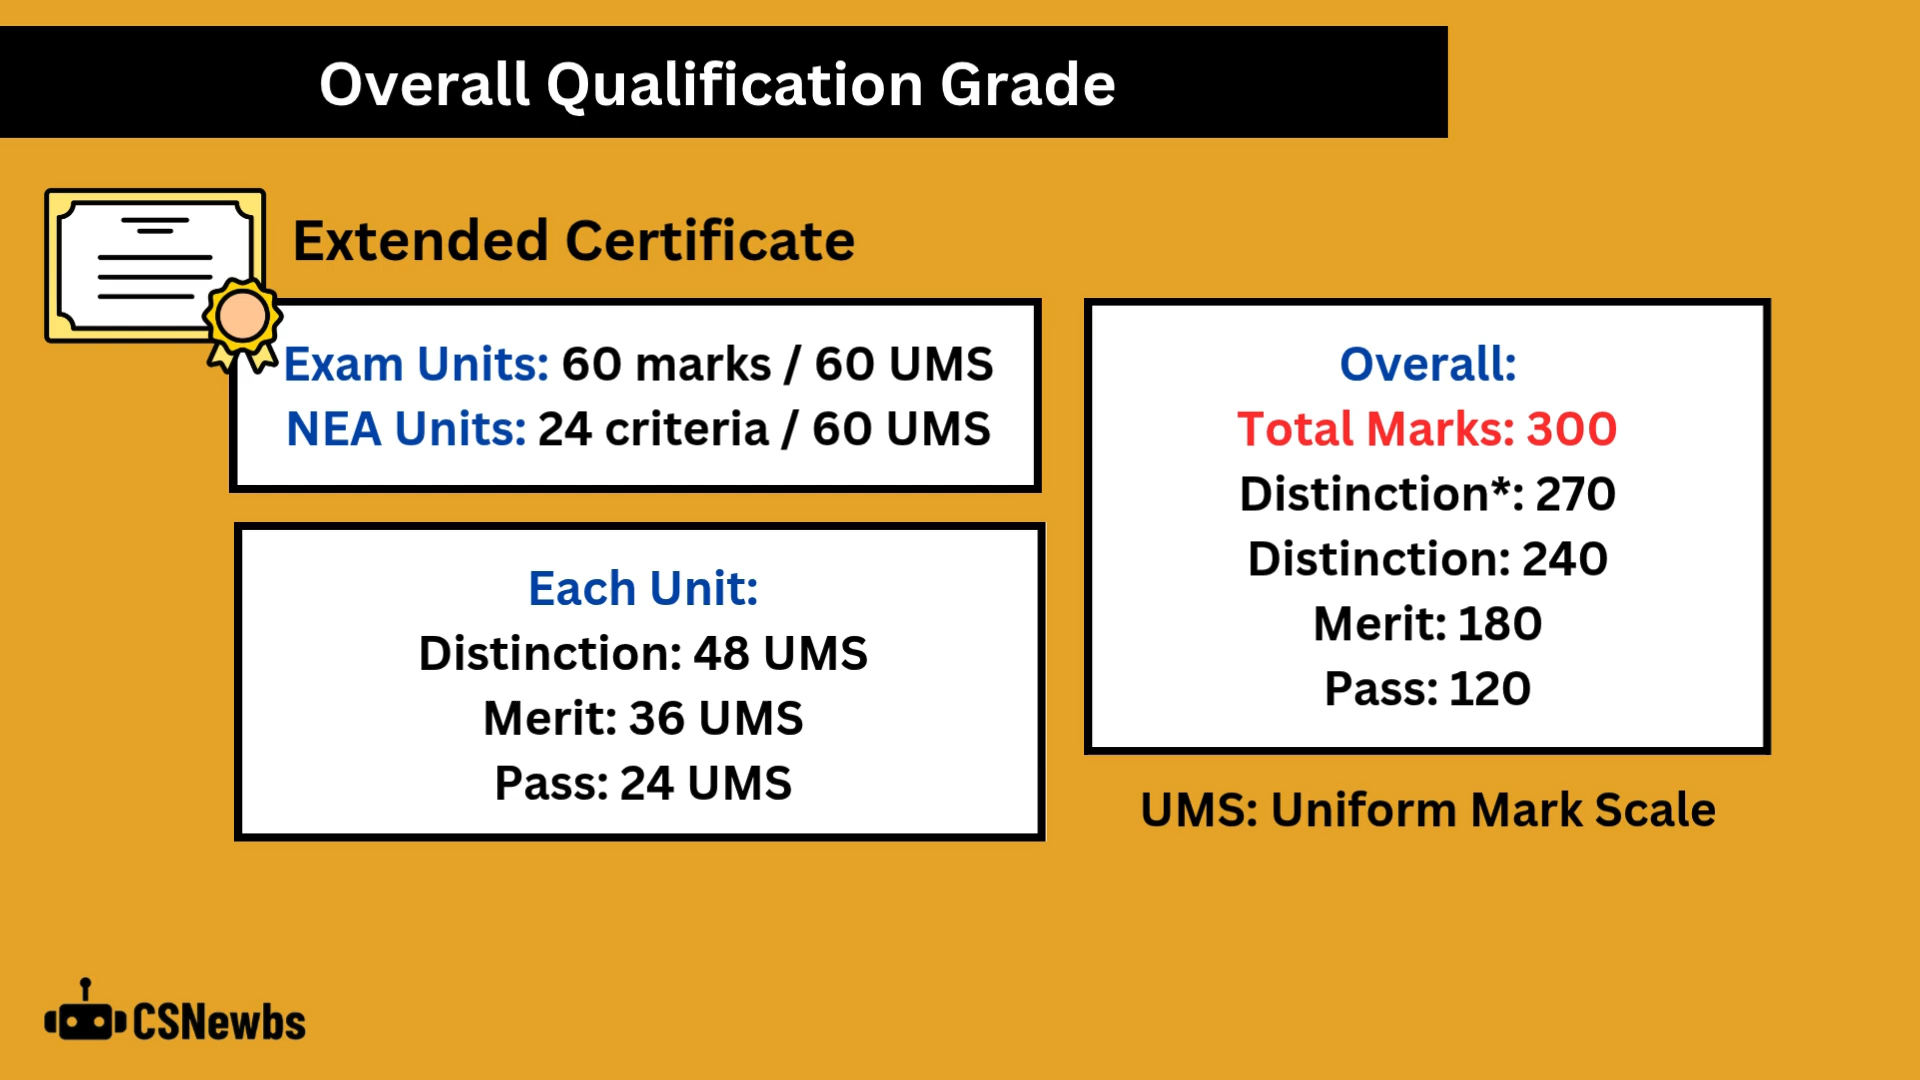 Overall Qualification Grade
Extended Certificate
Exam Units: 60 marks / 60 UMS
NEA Units: 24 criteria / 60 UMS
Each Unit:
Distinction: 48 UMS
Merit: 36 UMS
Pass: 24 UMS
Overall:
Total Marks: 300
Distinction*: 270
Distinction: 240
Merit: 180
Pass: 120
UMS: Uniform Mark Scale
CSNewbs